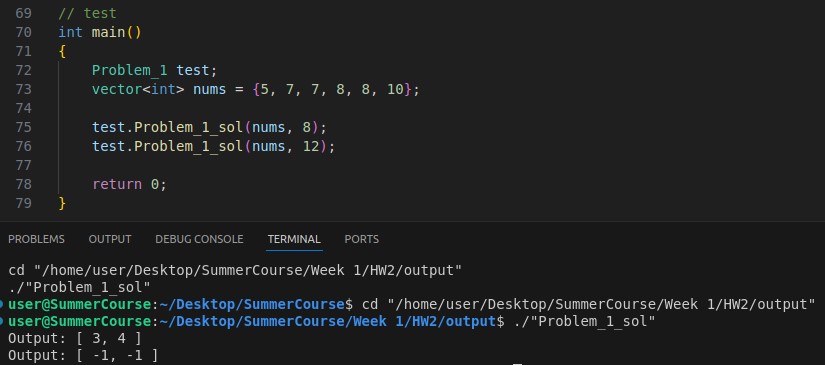 69 // test
70 int main()
71 {
72 Problem_1 test;
73 vector<int> nums = {5, 7, 7, 8, 8, 10};
74
75 test.Problem_1_sol(nums, 8);
76 test.Problem_1_sol(nums, 12);
77
78 return 0;
79 }
PROBLEMS OUTPUT DEBUG CONSOLE TERMINAL PORTS
cd "/home/user/Desktop/SummerCourse/Week 1/HW2/output"
./"Problem_1_sol"
user@SummerCourse:~/Desktop/SummerCourse$ cd "/home/user/Desktop/SummerCourse/Week 1/HW2/output"
user@SummerCourse:~/Desktop/SummerCourse/Week 1/HW2/output$ ./"Problem_1_sol"
Output: [ 3, 4 ]
Output: [ -1, -1 ]